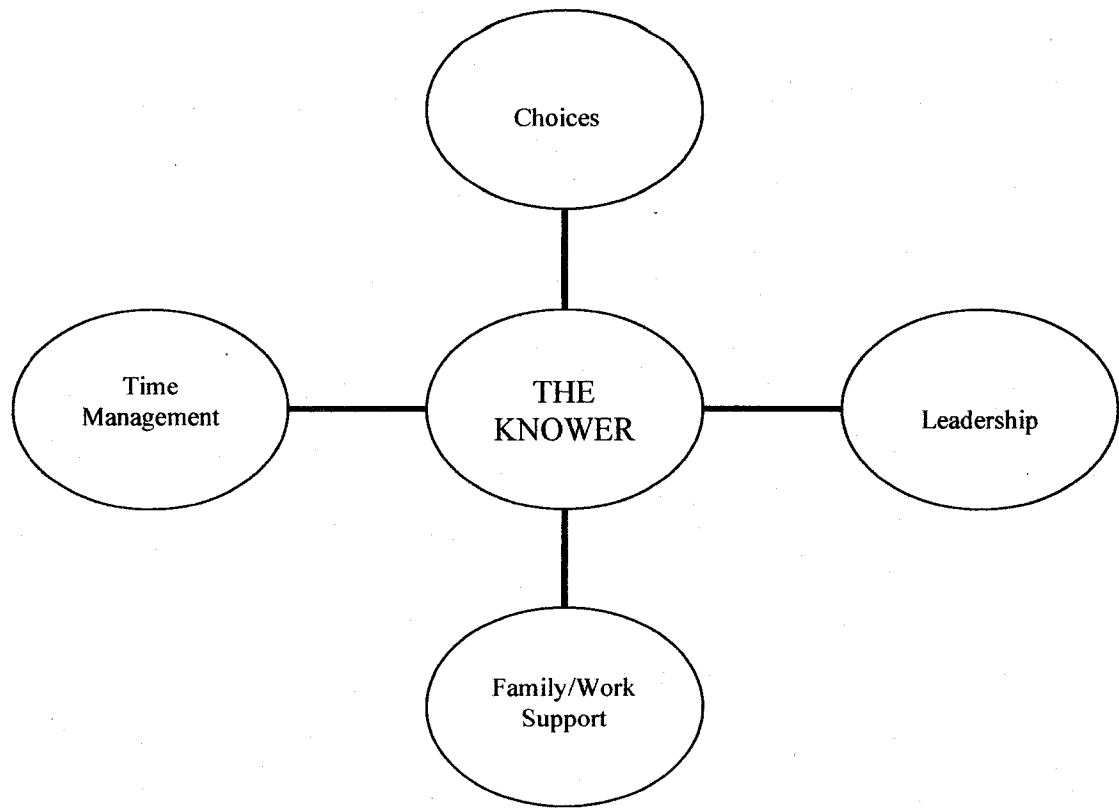 Choices
Time
Management
THE
KNOWER
Leadership
Family/Work
Support